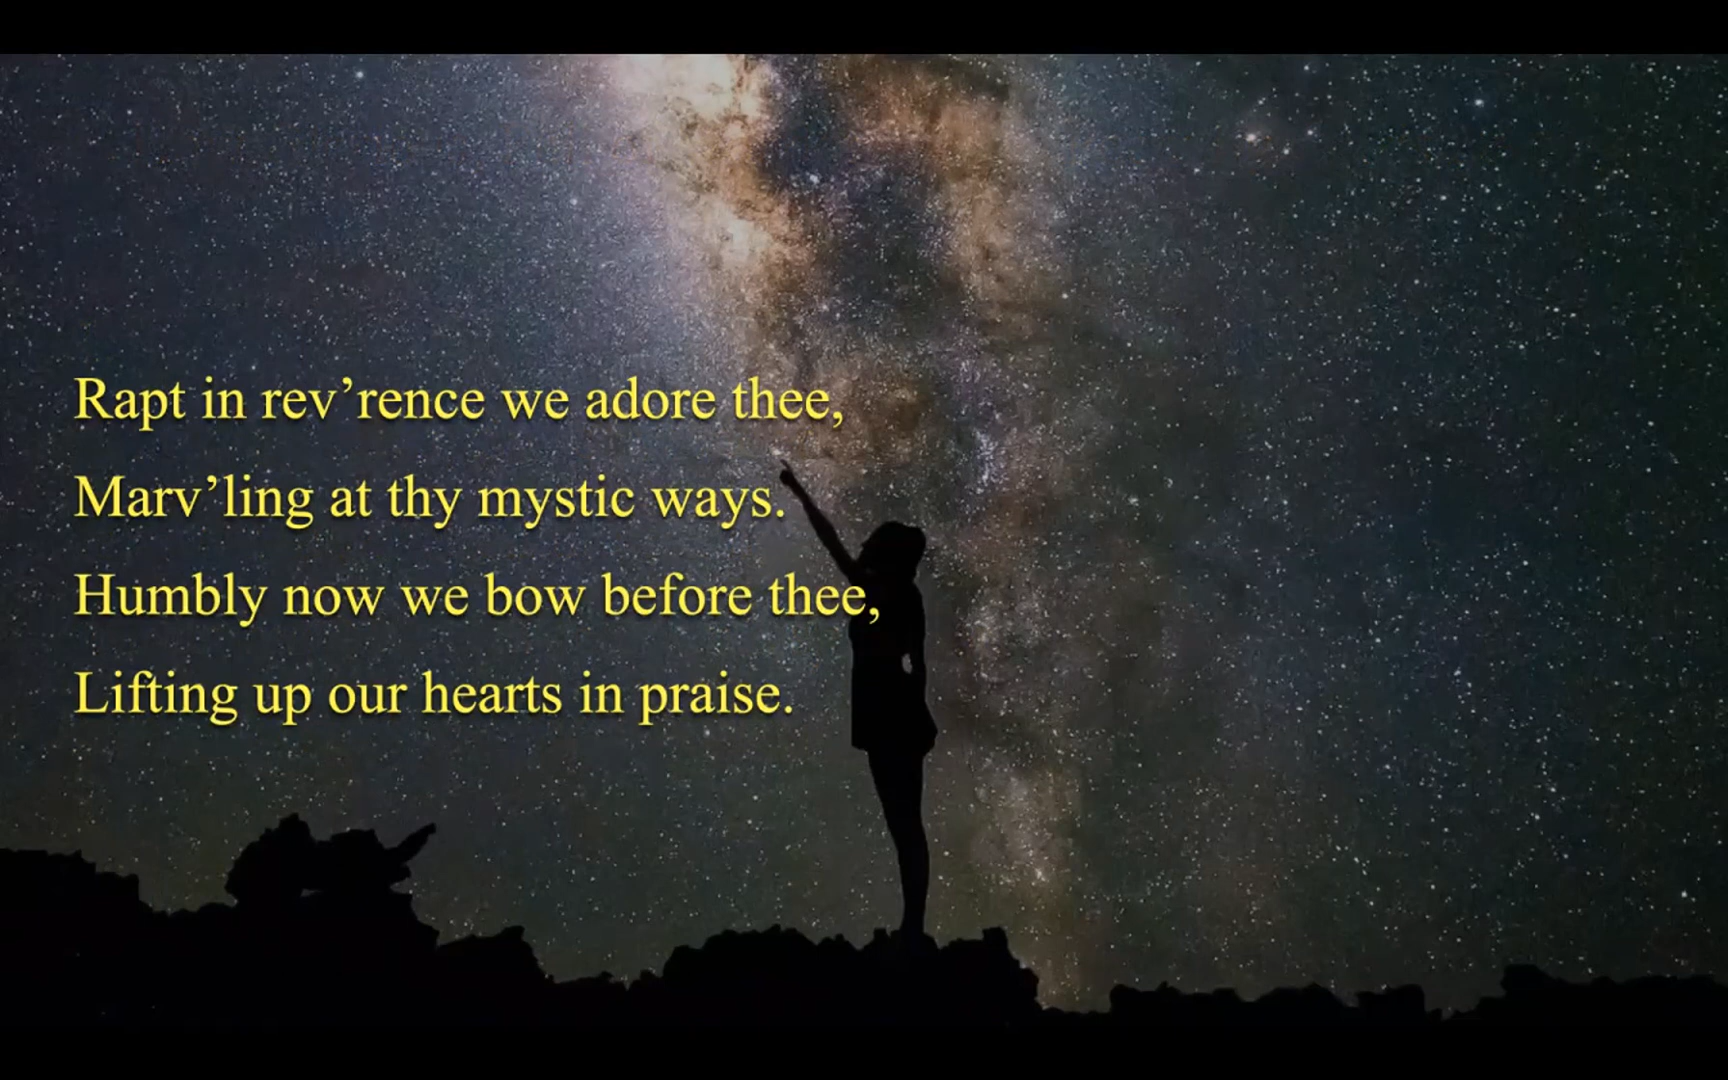 Rapt in rev’rence we adore thee,
Marv’ling at thy mystic ways.
Humbly now we bow before thee,
Lifting up our hearts in praise.